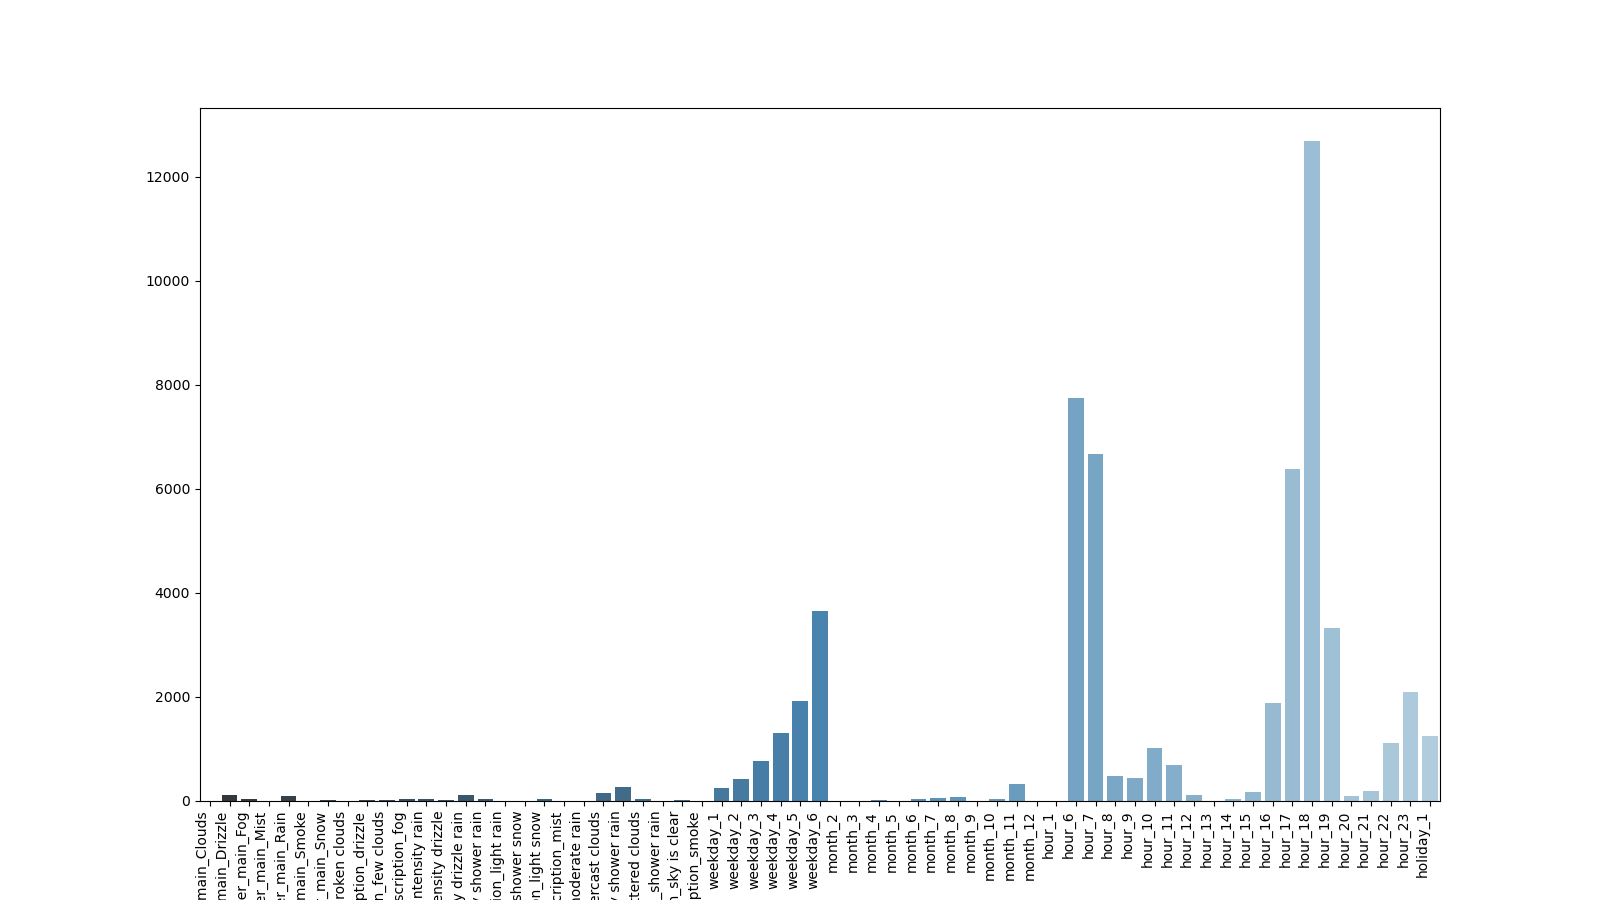 12000
10000
8000
6000
4000
2000
0
main_Clouds
main_Drizzle
er_main_Fog
er_main_Mist
er_main_Rain
main_Smoke
_main_Snow
roken clouds
ption_drizzle
n_few clouds
scription_fog
ntensity rain
ensity drizzle
y drizzle rain
y shower rain
ion_light rain
shower snow
n_light snow
cription_mist
noderate rain
ercast clouds
y shower rain
ttered clouds
_shower rain
n_sky is clear
ption_smoke
weekday_1
weekday_2
weekday_3
weekday_4
weekday_5
weekday_6
month_2
month_3
month_4
month_5
month_6
month_7
month_8
month_9
month_10
month_11
month_12
hour_1
hour_6
hour_7
hour_8
hour_9
hour_10
hour_11
hour_12
hour_13
hour_14
hour_15
hour_16
hour_17
hour_18
hour_19
hour_20
hour_21
hour_22
hour_23
holiday_1